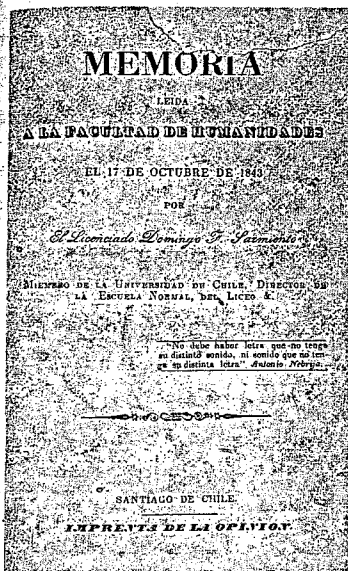 MEMORIA
LEIDA
A LA FACULTAD DE HUMANIDADES
EL 17 DE OCTUBRE DE 1843
POR
El Licenciado Domingo F. Sarmiento,
MIEMBRO DE LA UNIVERSIDAD DE CHILE, DIRECTOR DE
LA ESCUELA NORMAL, DEL LICEO &.
"No debe haber letra que no tenga
su distinto sonido, ni sonido que no ten-
ga su distinta letra" Antonio Nebrija.
SANTIAGO DE CHILE.
IMPRENTA DE LA OPINION.